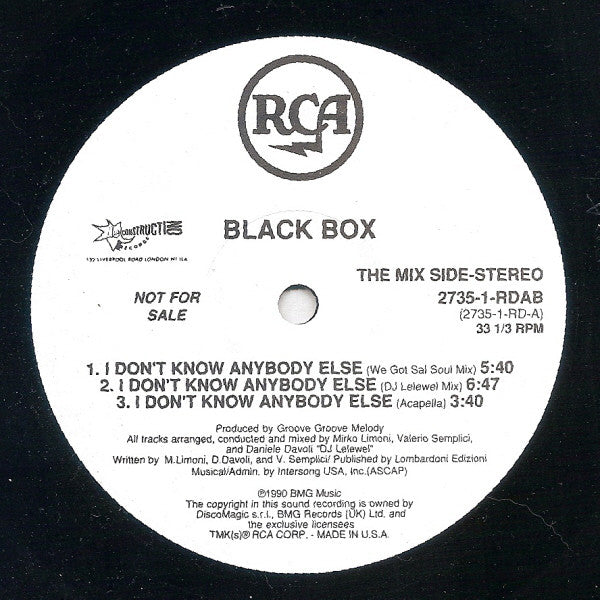 RCA
BLACK BOX
deCONSTRUCTION
RECORDS
132 LIVERPOOL ROAD LONDON N1 1LA
THE MIX SIDE-STEREO
NOT FOR
SALE
2735-1-RDAB
(2735-1-RD-A)
33 1/3 RPM
1. I DON'T KNOW ANYBODY ELSE (We Got Sal Soul Mix) 5:40
2. I DON'T KNOW ANYBODY ELSE (DJ Lelewel Mix) 6:47
3. I DON'T KNOW ANYBODY ELSE (Acapella) 3:40
Produced by Groove Groove Melody
All tracks arranged, conducted and mixed by Mirko Limoni, Valerio Semplici,
and Daniele Davoli "DJ Lelewel"
Written by M.Limoni, D.Davoli, and V. Semplici/ Published by Lombardoni Edizioni
Musical/Admin. by Intersong USA, Inc.(ASCAP)
℗1990 BMG Music
The copyright in this sound recording is owned by
DiscoMagic s.r.l., BMG Records (UK) Ltd. and
the exclusive licensees
TMK(s)® RCA CORP. - MADE IN U.S.A.